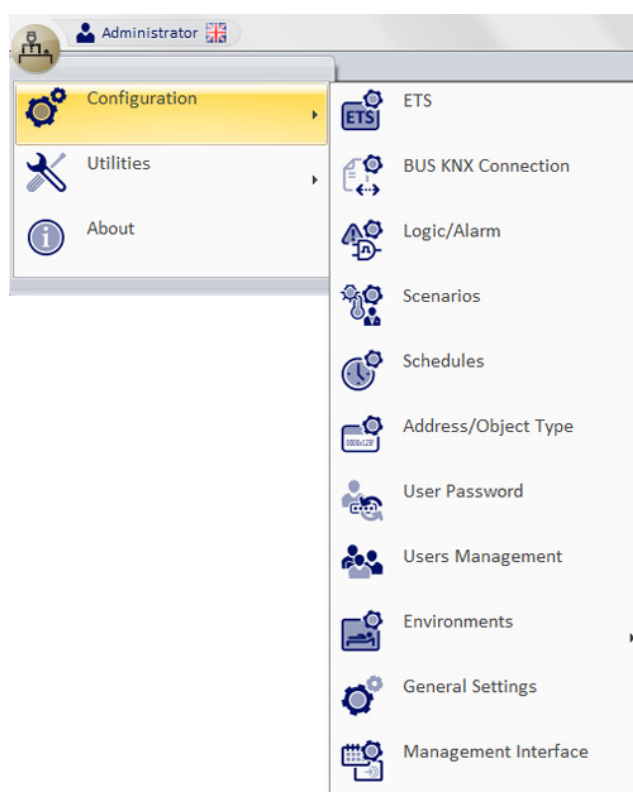 Administrator
Configuration
Utilities
About
ETS
ETS
BUS KNX Connection
Logic/Alarm
Scenarios
Schedules
Address/Object Type
User Password
Users Management
Environments
General Settings
Management Interface